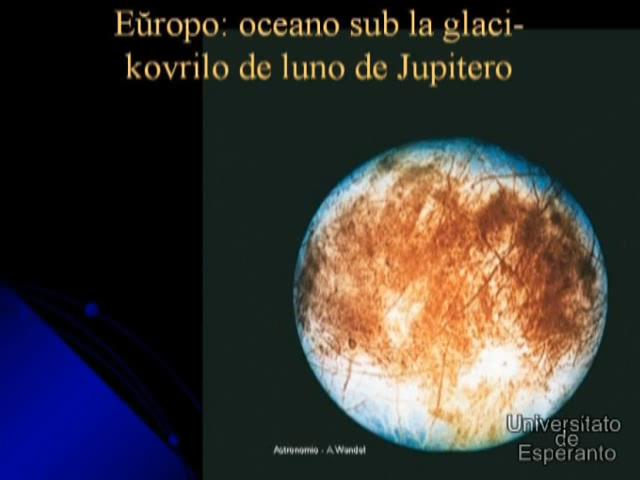 Eŭropo: oceano sub la glaci-
kovrilo de luno de Jupitero
Astronomio - A.Wandel
Universitato
de
Esperanto